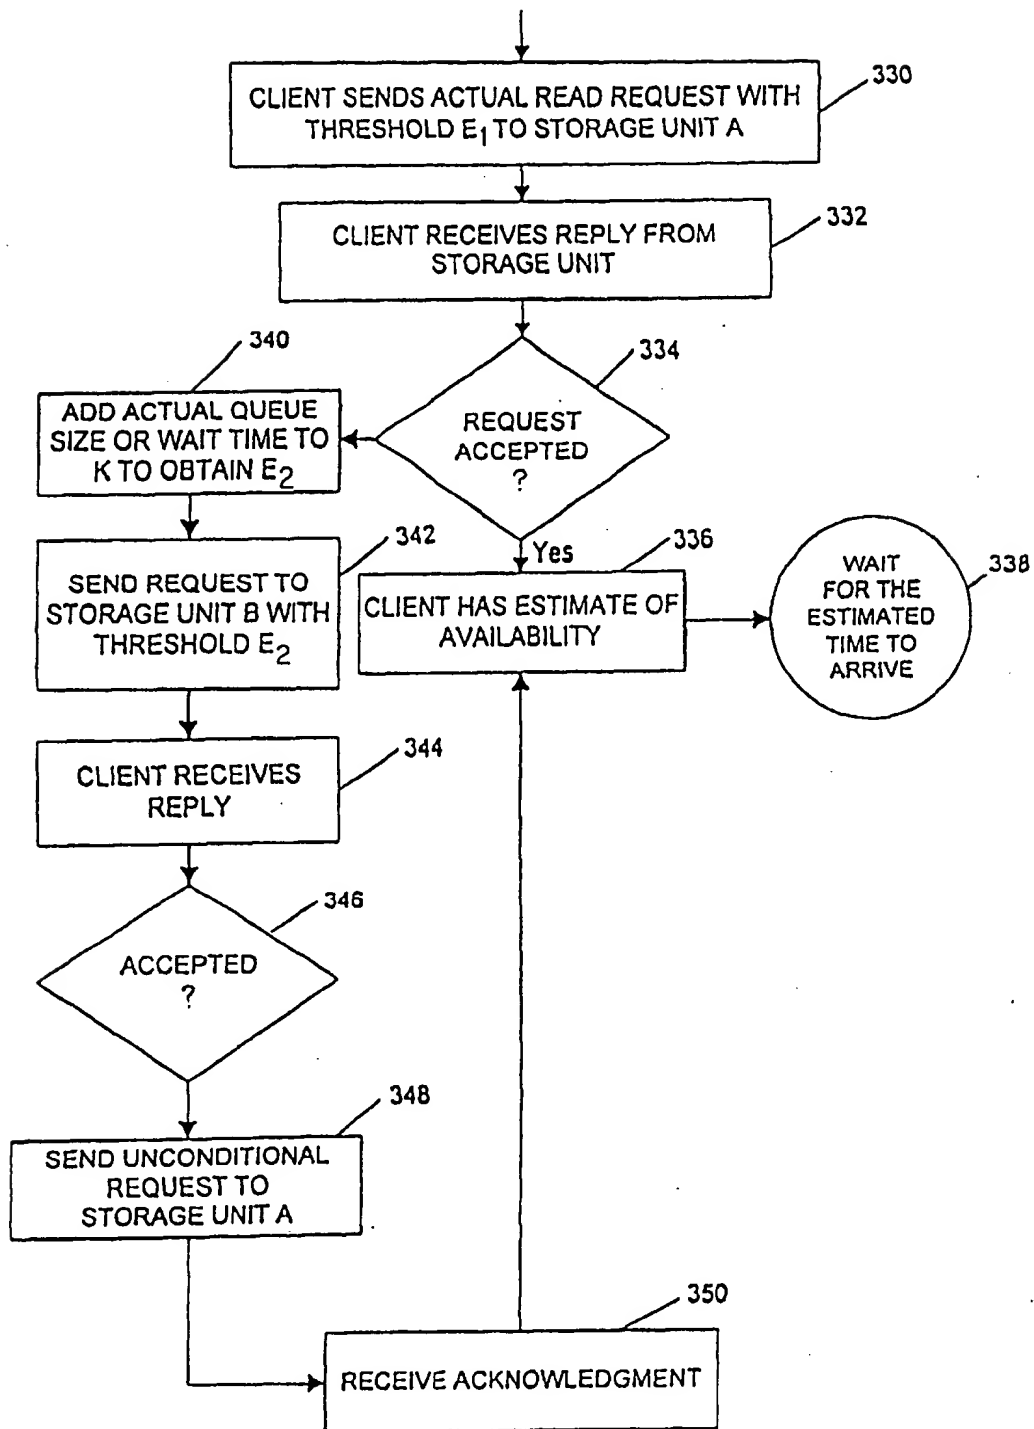 CLIENT SENDS ACTUAL READ REQUEST WITH
THRESHOLD E1 TO STORAGE UNIT A
330
CLIENT RECEIVES REPLY FROM
STORAGE UNIT
332
334
REQUEST
ACCEPTED
?
340
ADD ACTUAL QUEUE
SIZE OR WAIT TIME TO
K TO OBTAIN E2
Yes
336
CLIENT HAS ESTIMATE OF
AVAILABILITY
338
WAIT
FOR THE
ESTIMATED
TIME TO
ARRIVE
342
SEND REQUEST TO
STORAGE UNIT B WITH
THRESHOLD E2
344
CLIENT RECEIVES
REPLY
346
ACCEPTED
?
348
SEND UNCONDITIONAL
REQUEST TO
STORAGE UNIT A
350
RECEIVE ACKNOWLEDGMENT